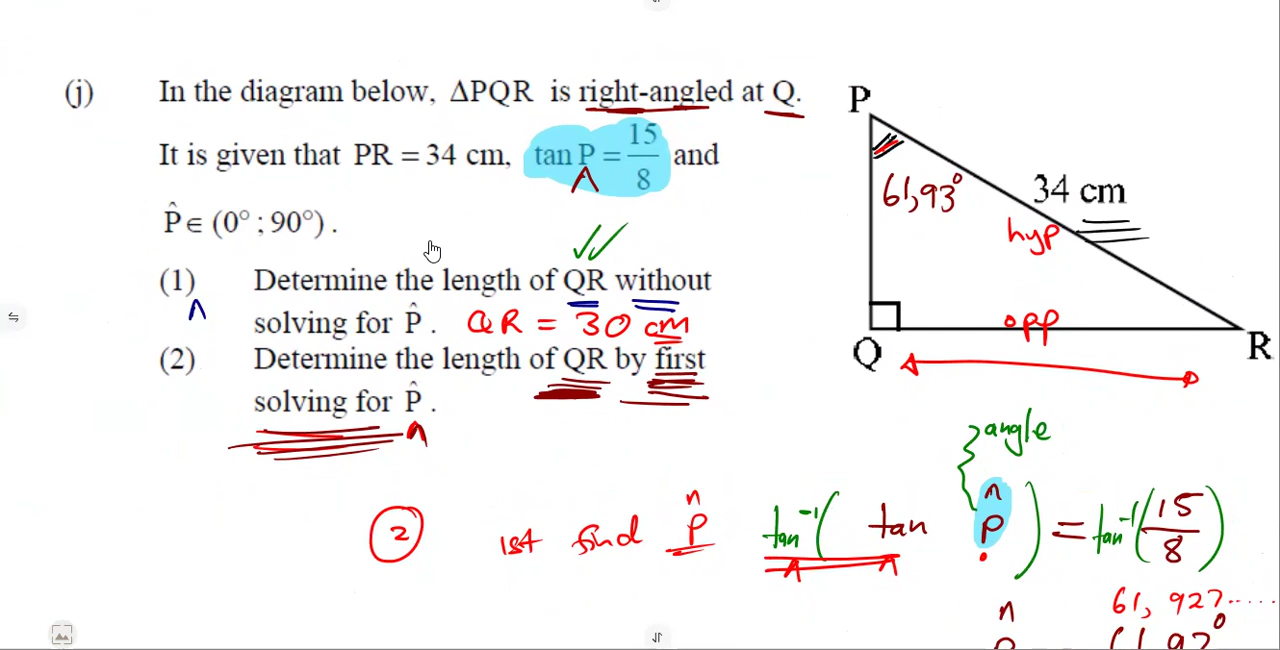 (j) In the diagram below, ΔPQR is right-angled at Q.
It is given that PR = 34 cm, tan P = 15/8 and
P̂ ∈ (0° ; 90°).
(1) Determine the length of QR without
solving for P̂ . QR = 30 cm
(2) Determine the length of QR by first
solving for P̂ .
P
61,93°
34 cm
hyp
opp
Q
R
angle
2 1st find P̂ tan⁻¹( tan P̂ ) = tan⁻¹(15/8)
61, 927.....